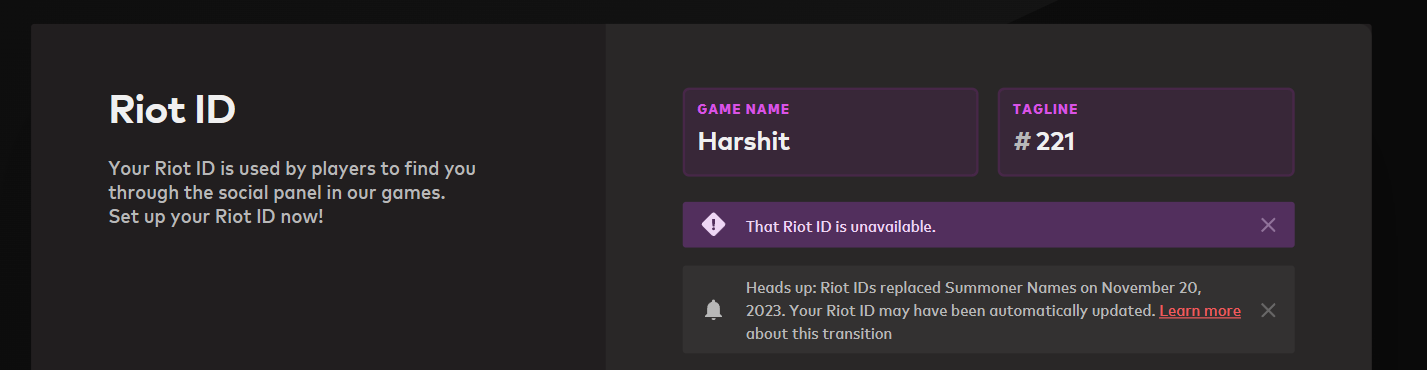 Riot ID
Your Riot ID is used by players to find you
through the social panel in our games.
Set up your Riot ID now!
GAME NAME
Harshit
TAGLINE
# 221
That Riot ID is unavailable.
Heads up: Riot IDs replaced Summoner Names on November 20,
2023. Your Riot ID may have been automatically updated. Learn more
about this transition